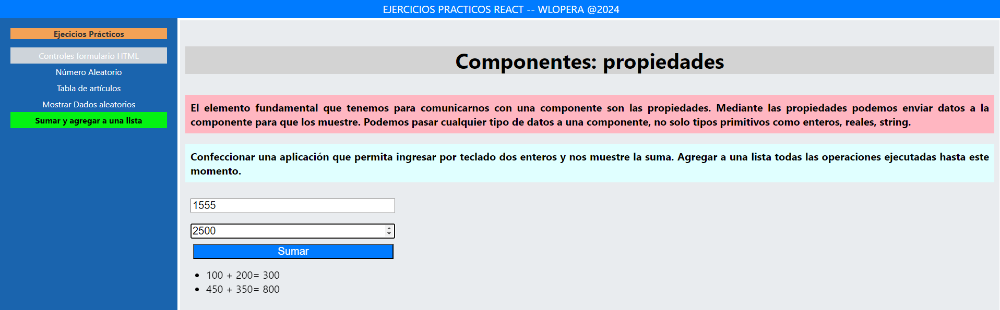 EJERCICIOS PRACTICOS REACT -- WLOPERA @2024
Ejecicios Prácticos
Controles formulario HTML
Número Aleatorio
Tabla de artículos
Mostrar Dados aleatorios
Sumar y agregar a una lista
Componentes: propiedades
El elemento fundamental que tenemos para comunicarnos con una componente son las propiedades. Mediante las propiedades podemos enviar datos a la
componente para que los muestre. Podemos pasar cualquier tipo de datos a una componente, no solo tipos primitivos como enteros, reales, string.
Confeccionar una aplicación que permita ingresar por teclado dos enteros y nos muestre la suma. Agregar a una lista todas las operaciones ejecutadas hasta este
momento.
1555
2500
Sumar
• 100 + 200= 300
• 450 + 350= 800